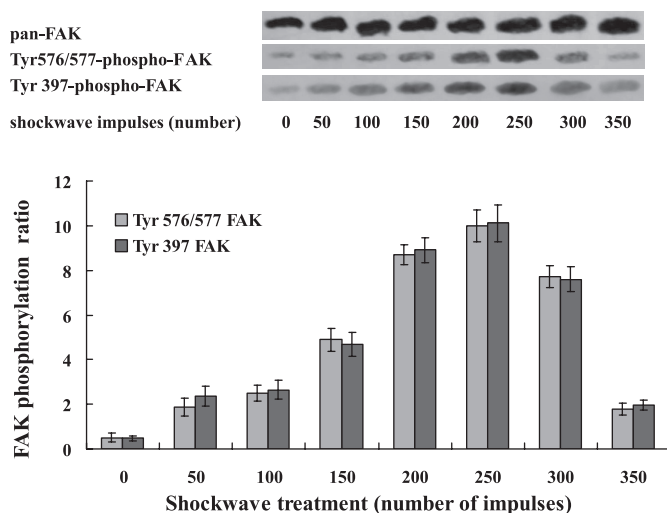 pan-FAK
Tyr576/577-phospho-FAK
Tyr 397-phospho-FAK
shockwave impulses (number) 0 50 100 150 200 250 300 350
12
10
8
6
4
2
0
FAK phosphorylation ratio
Tyr 576/577 FAK
Tyr 397 FAK
0 50 100 150 200 250 300 350
Shockwave treatment (number of impulses)